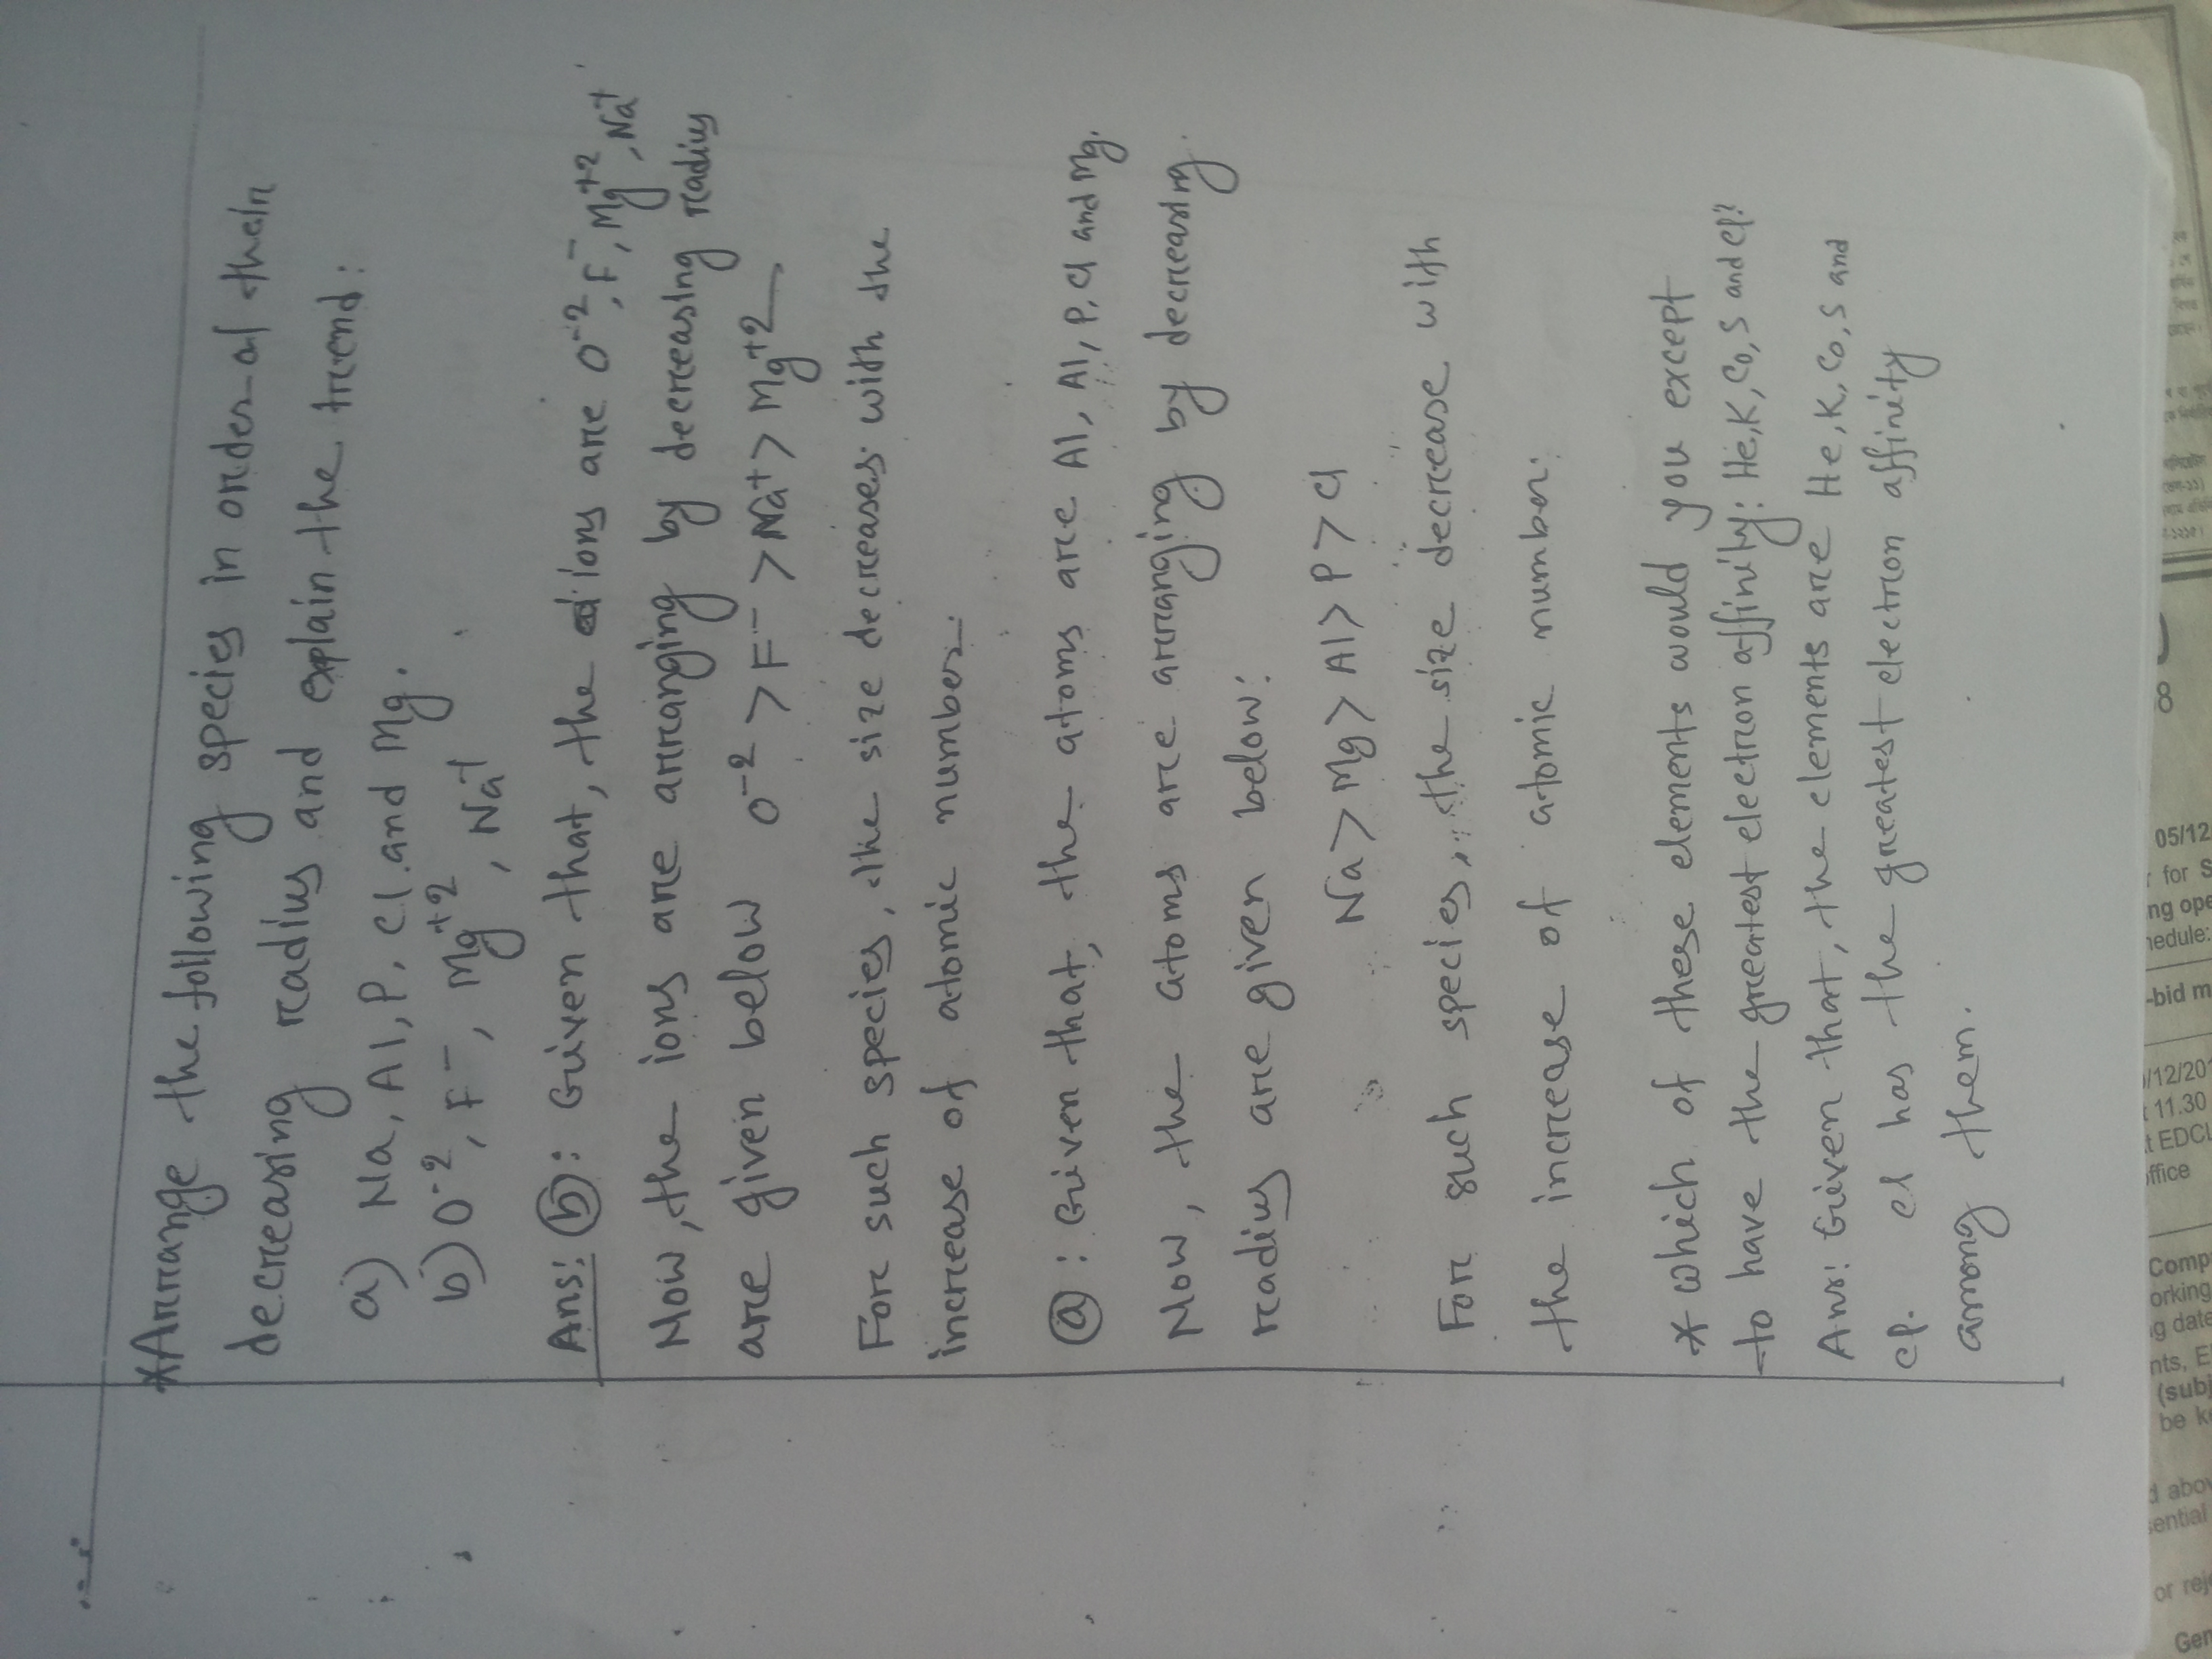 *Arrange the following species in order of their
decreasing radius and explain the trend:
a) Na, Al, P, Cl and Mg.
b) O⁻², F⁻, Mg⁺², Na⁺
Ans: ⓑ: Given that, the ions are O⁻², F⁻, Mg⁺², Na⁺
Now, the ions are arranging by decreasing radius
are given below O⁻² > F⁻ > Na⁺ > Mg⁺²
For such species, the size decreases with the
increase of atomic number.
ⓐ: Given that, the atoms are Al, Al, P, Cl and Mg.
Now, the atoms are arranging by decreasing
radius are given below:
Na > Mg > Al > P > Cl
For such species, the size decrease with
the increase of atomic number.
* which of these elements would you except
to have the greatest electron affinity: He, K, Co, S and Cl?
Ans: Given that, the elements are He, K, Co, S and
Cl. Cl has the greatest electron affinity
among them.
05/12
for S
ng ope
hedule:
-bid m
/12/20
11.30
t EDCL
ffice
Comp
orking
g date
nts, E
(subj
be k
d abov
sential
or rej
Gen
8